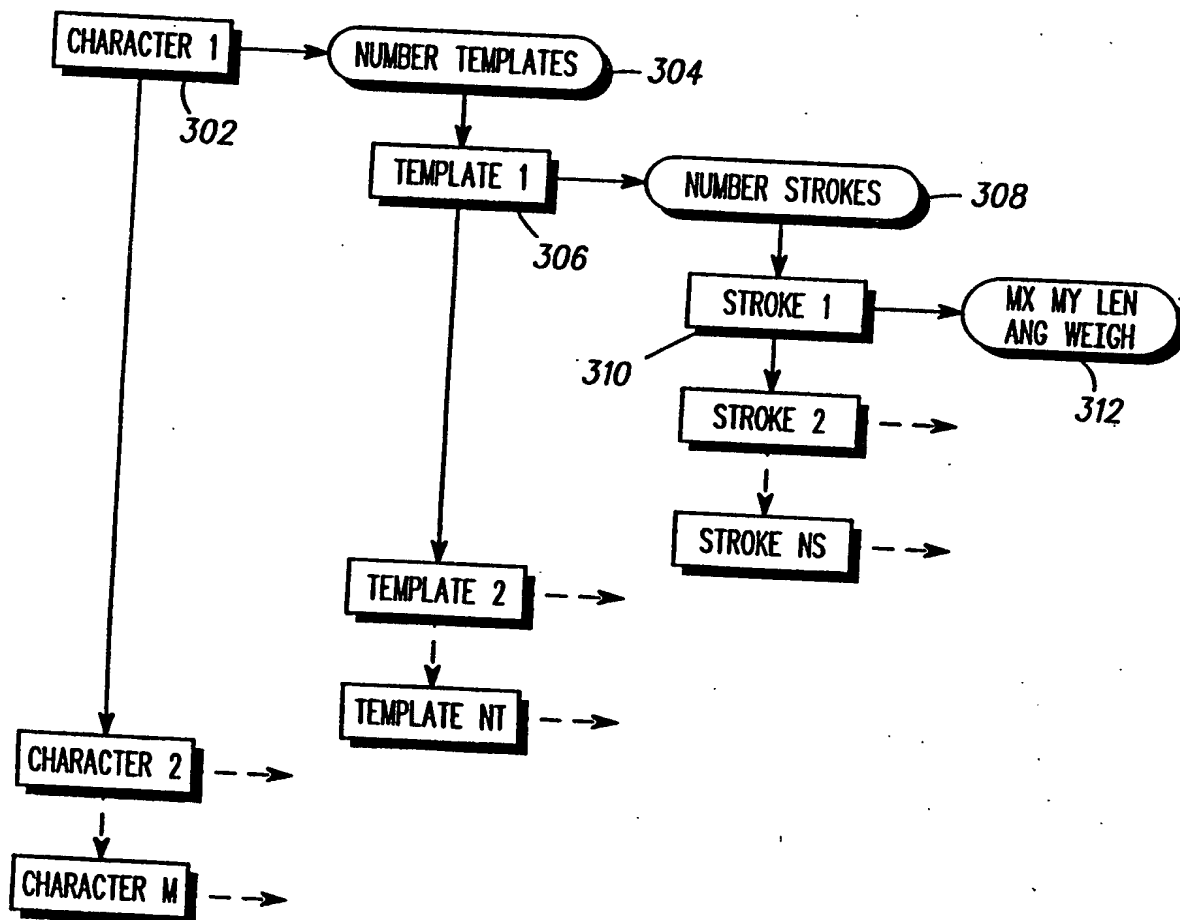 CHARACTER 1
NUMBER TEMPLATES
304
302
TEMPLATE 1
NUMBER STROKES
308
306
STROKE 1
MX MY LEN
ANG WEIGH
310
312
STROKE 2
STROKE NS
TEMPLATE 2
TEMPLATE NT
CHARACTER 2
CHARACTER M